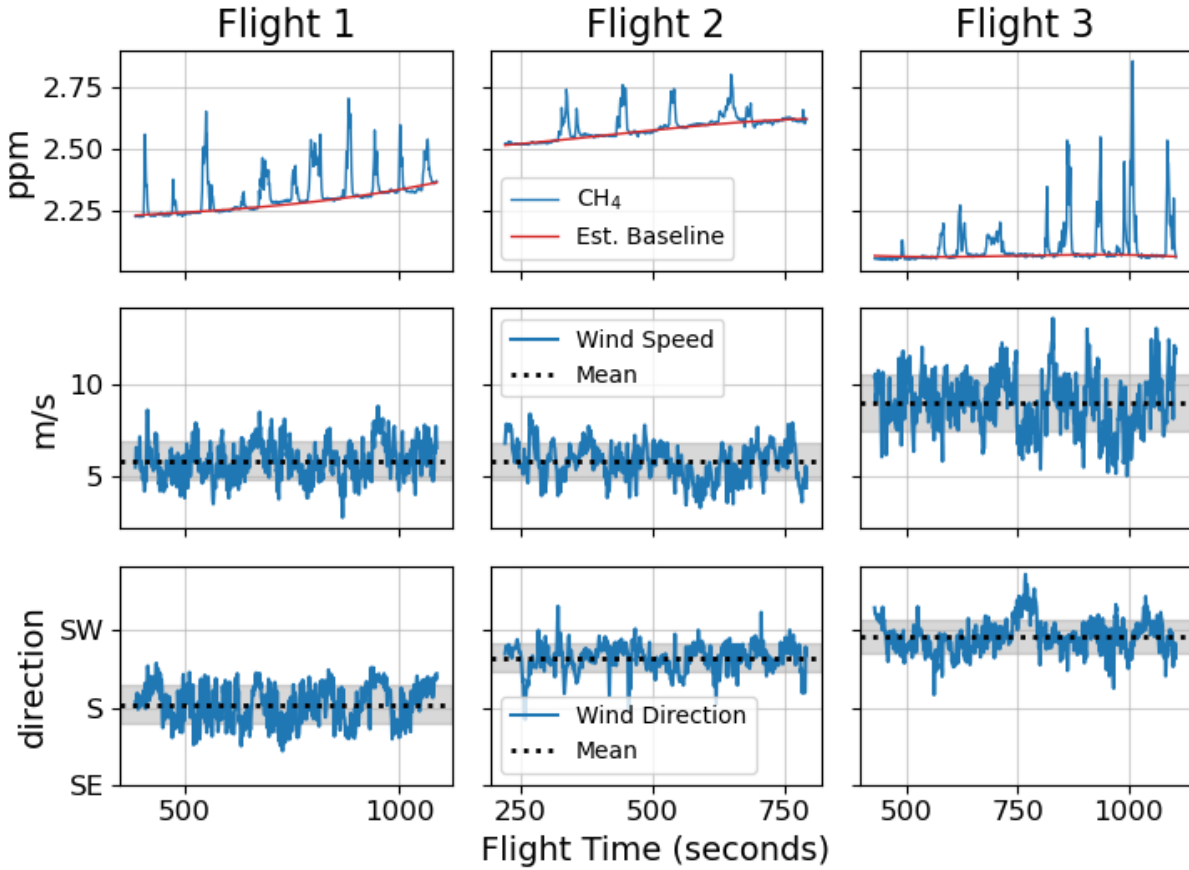 Flight 1 Flight 2 Flight 3
ppm
2.75
2.50
2.25
CH₄
Est. Baseline
m/s
10
5
Wind Speed
Mean
direction
SW
S
SE
Wind Direction
Mean
500 1000 250 500 750 500 750 1000
Flight Time (seconds)